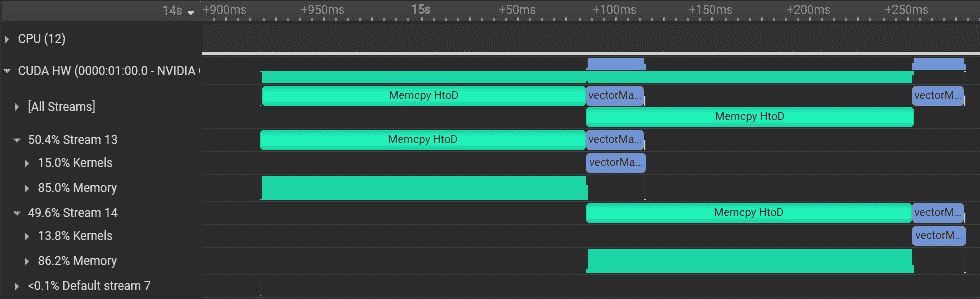 14s +900ms +950ms 15s +50ms +100ms +150ms +200ms +250ms
CPU (12)
CUDA HW (0000:01:00.0 - NVIDIA
[All Streams] Memcpy HtoD vectorMa... vectorM...
Memcpy HtoD
50.4% Stream 13 Memcpy HtoD vectorMa...
15.0% Kernels vectorMa...
85.0% Memory
49.6% Stream 14 Memcpy HtoD vectorM...
13.8% Kernels vectorM...
86.2% Memory
<0.1% Default stream 7